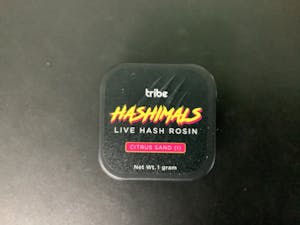 tribe
HASHIMALS
LIVE HASH ROSIN
CITRUS SAND (I)
Net Wt. 1 gram